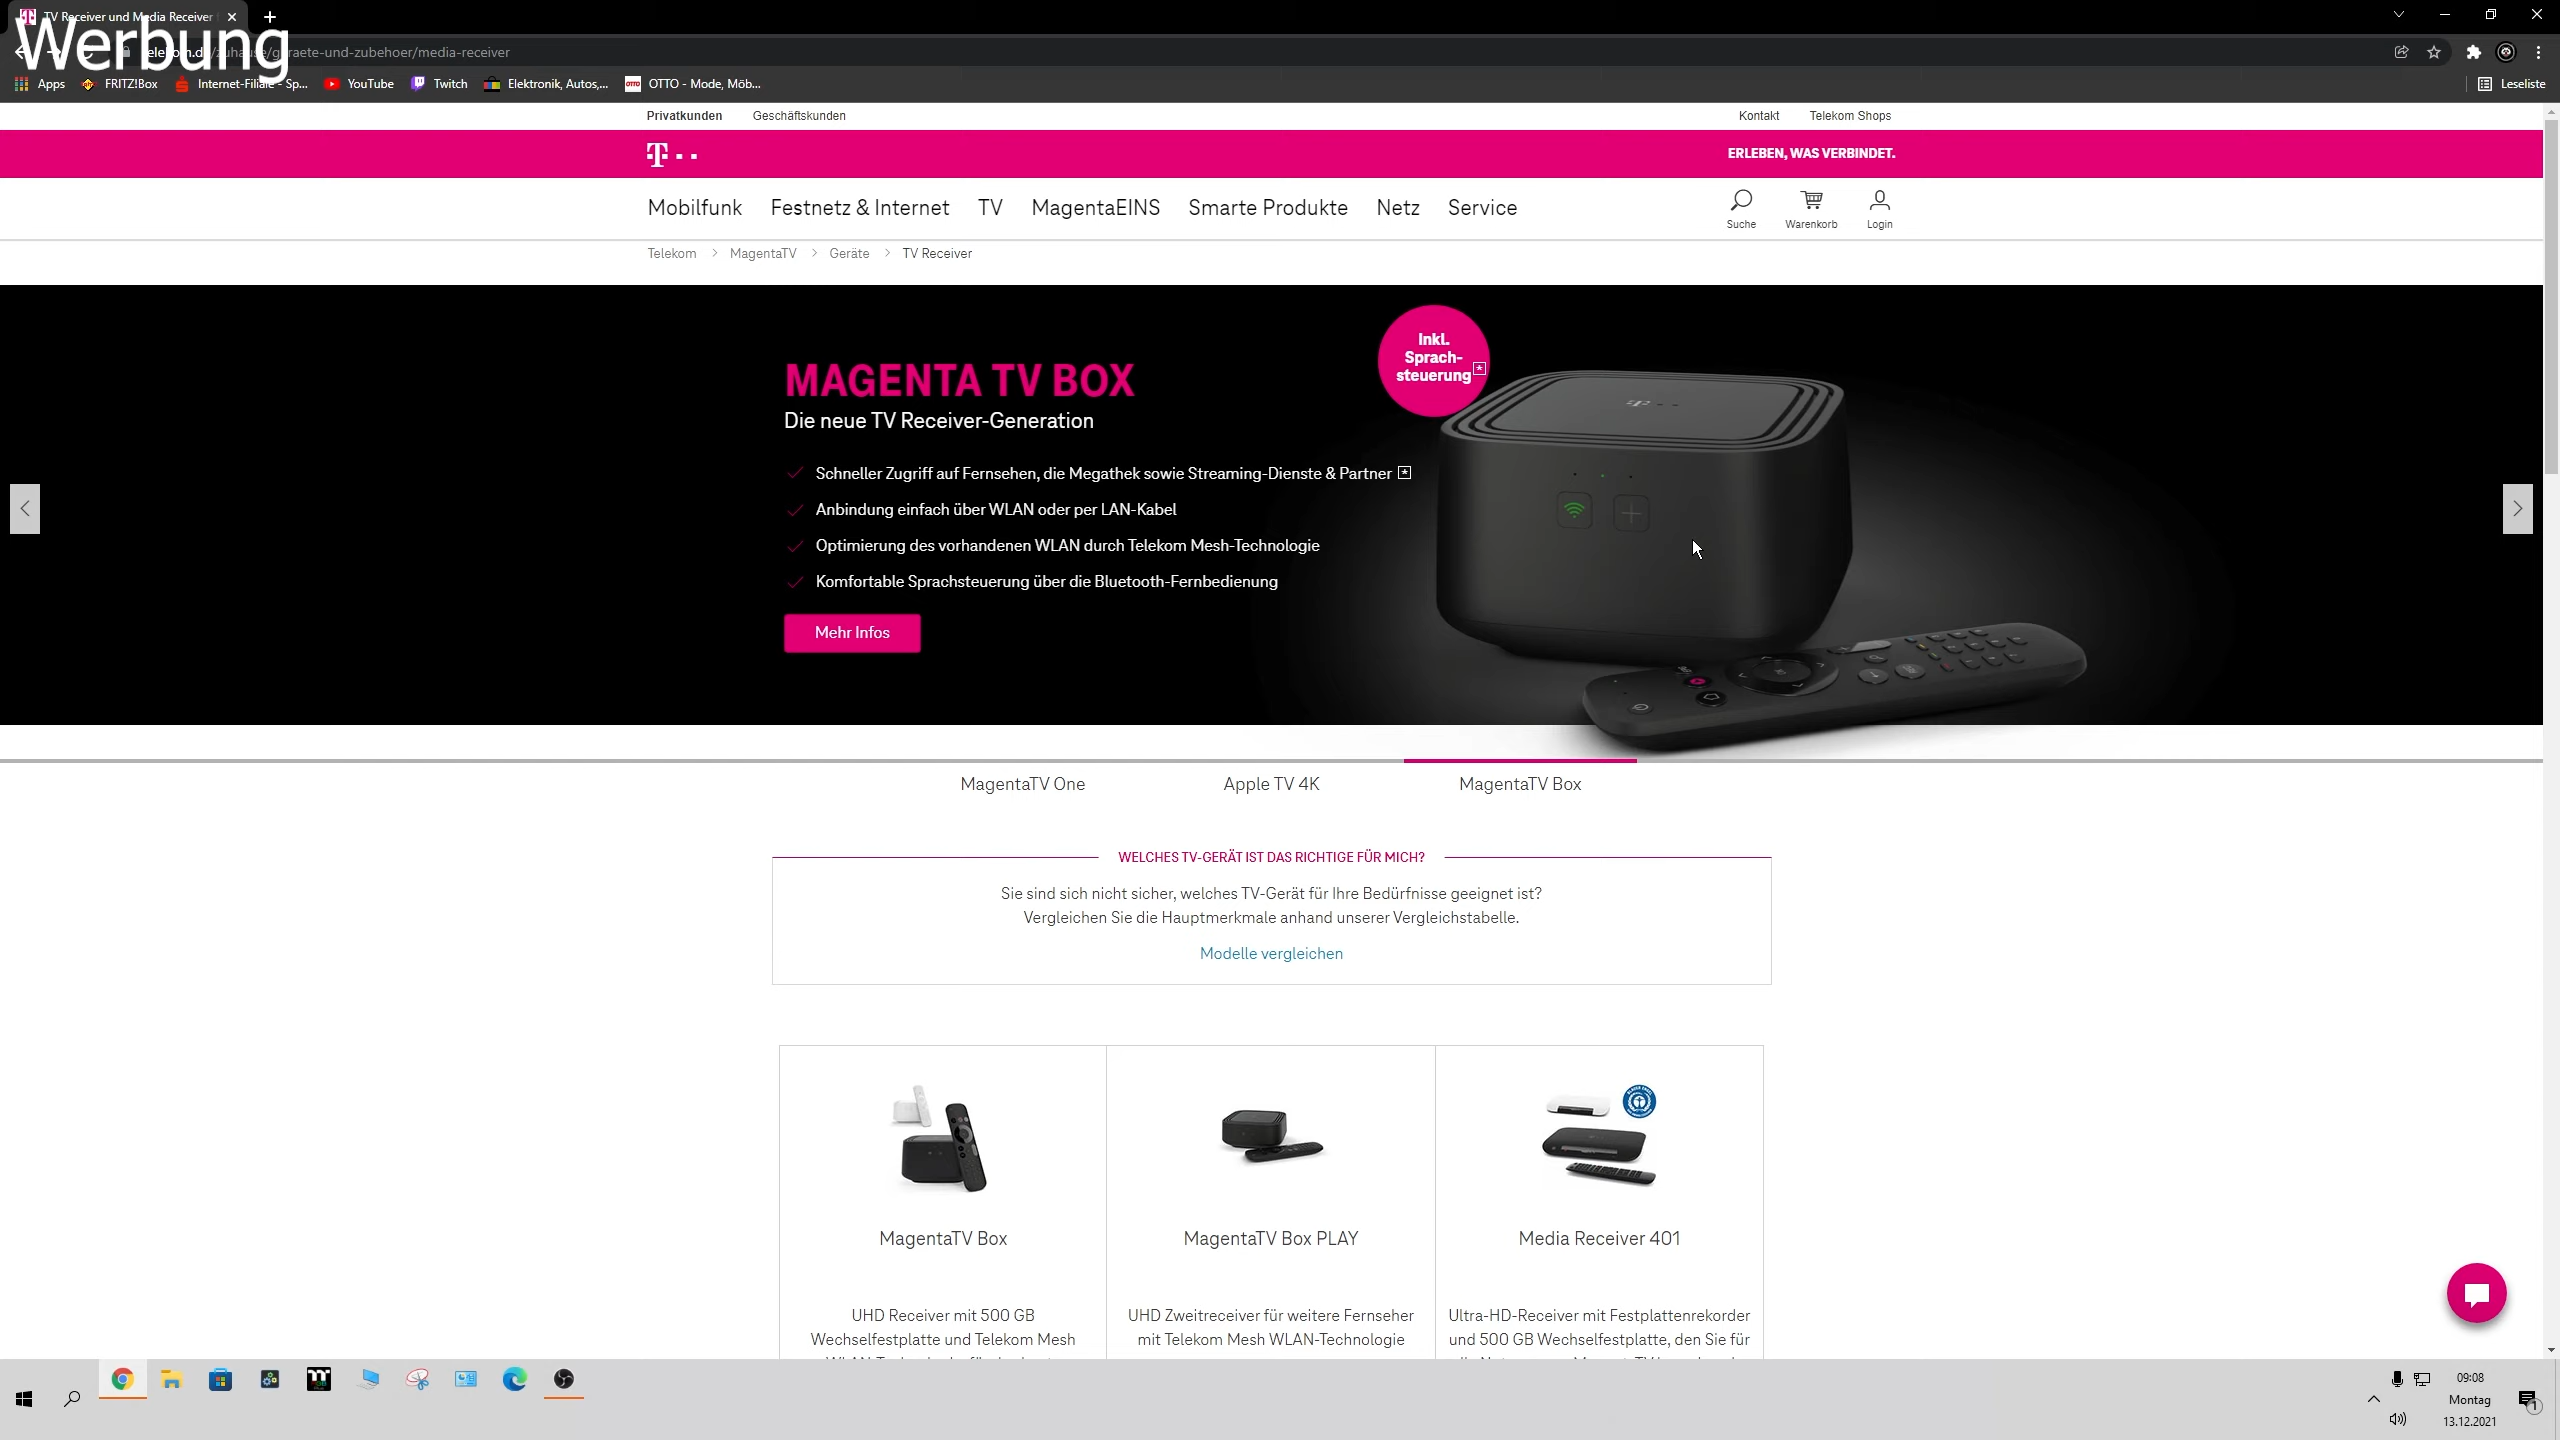 TV Receiver und Media Receiver
Werbung
raete-und-zubehoer/media-receiver
Apps FRITZ!Box Internet-Filiale - Sp... YouTube Twitch Elektronik, Autos,... OTTO - Mode, Möb... Leseliste
Privatkunden Geschäftskunden Kontakt Telekom Shops
T
ERLEBEN, WAS VERBINDET.
Mobilfunk Festnetz & Internet TV MagentaEINS Smarte Produkte Netz Service
Suche Warenkorb Login
Telekom > MagentaTV > Geräte > TV Receiver
Inkl.
Sprach-
steuerung *
MAGENTA TV BOX
Die neue TV Receiver-Generation
Schneller Zugriff auf Fernsehen, die Megathek sowie Streaming-Dienste & Partner *
Anbindung einfach über WLAN oder per LAN-Kabel
Optimierung des vorhandenen WLAN durch Telekom Mesh-Technologie
Komfortable Sprachsteuerung über die Bluetooth-Fernbedienung
Mehr Infos
MagentaTV One Apple TV 4K MagentaTV Box
WELCHES TV-GERÄT IST DAS RICHTIGE FÜR MICH?
Sie sind sich nicht sicher, welches TV-Gerät für Ihre Bedürfnisse geeignet ist?
Vergleichen Sie die Hauptmerkmale anhand unserer Vergleichstabelle.
Modelle vergleichen
MagentaTV Box
UHD Receiver mit 500 GB
Wechselfestplatte und Telekom Mesh
MagentaTV Box PLAY
UHD Zweitreceiver für weitere Fernseher
mit Telekom Mesh WLAN-Technologie
Media Receiver 401
Ultra-HD-Receiver mit Festplattenrekorder
und 500 GB Wechselfestplatte, den Sie für
09:08
Montag
13.12.2021
1